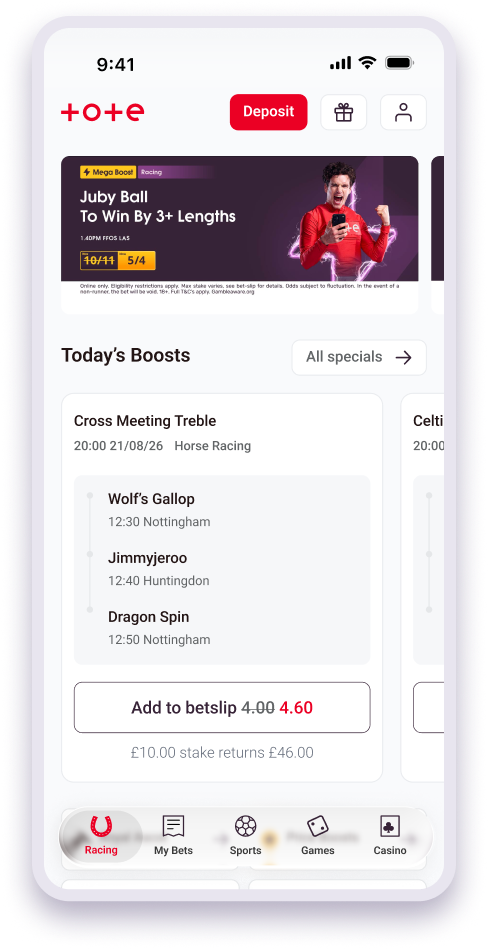 9:41
tote
Deposit
Mega Boost Racing
Juby Ball
To Win By 3+ Lengths
1.40PM FFOS LAS
10/11 5/4
Online only. Eligibility restrictions apply. Max stake varies, see bet-slip for details. Odds subject to fluctuation. In the event of a
non-runner, the bet will be void. 18+. Full T&C's apply. Gambleaware.org
Today's Boosts
All specials
Cross Meeting Treble
20:00 21/08/26 Horse Racing
Celti
20:00
Wolf's Gallop
12:30 Nottingham
Jimmyjeroo
12:40 Huntingdon
Dragon Spin
12:50 Nottingham
Add to betslip 4.00 4.60
£10.00 stake returns £46.00
Racing
My Bets
Sports
Games
Casino